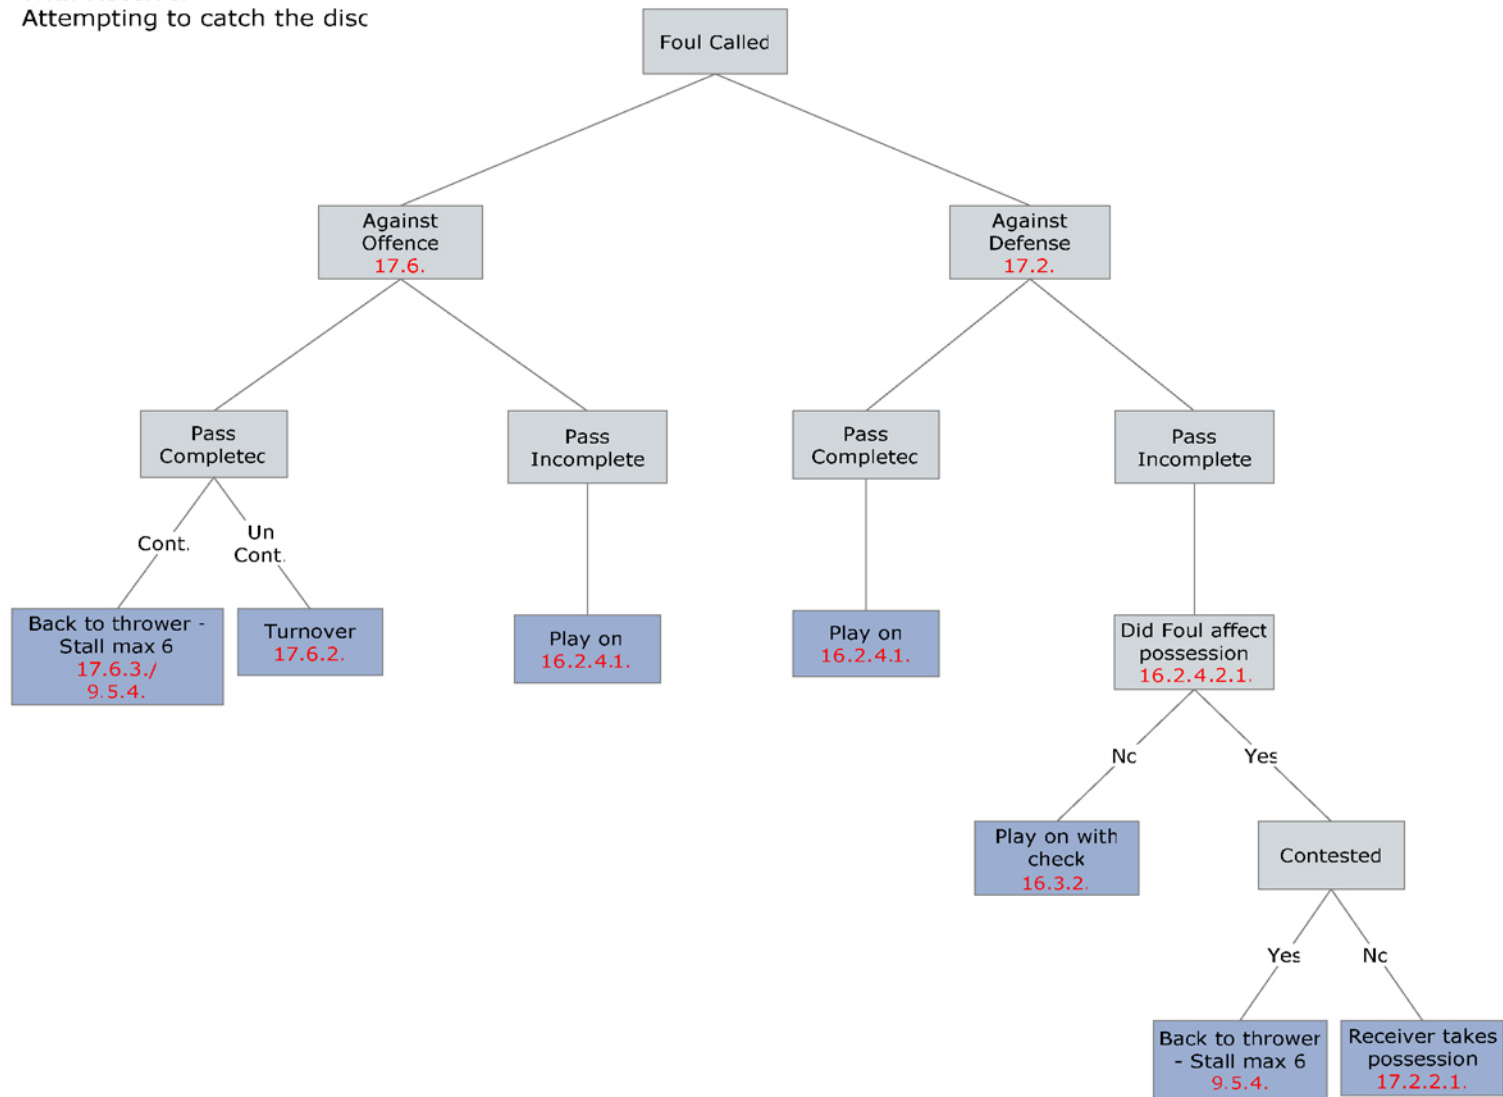 Attempting to catch the disc
Foul Called
Against
Offence
17.6.
Against
Defense
17.2.
Pass
Completec
Pass
Incomplete
Pass
Completec
Pass
Incomplete
Cont.
Un
Cont.
Back to thrower -
Stall max 6
17.6.3./
9.5.4.
Turnover
17.6.2.
Play on
16.2.4.1.
Play on
16.2.4.1.
Did Foul affect
possession
16.2.4.2.1.
Nc
Yes
Play on with
check
16.3.2.
Contested
Yes
Nc
Back to thrower
- Stall max 6
9.5.4.
Receiver takes
possession
17.2.2.1.